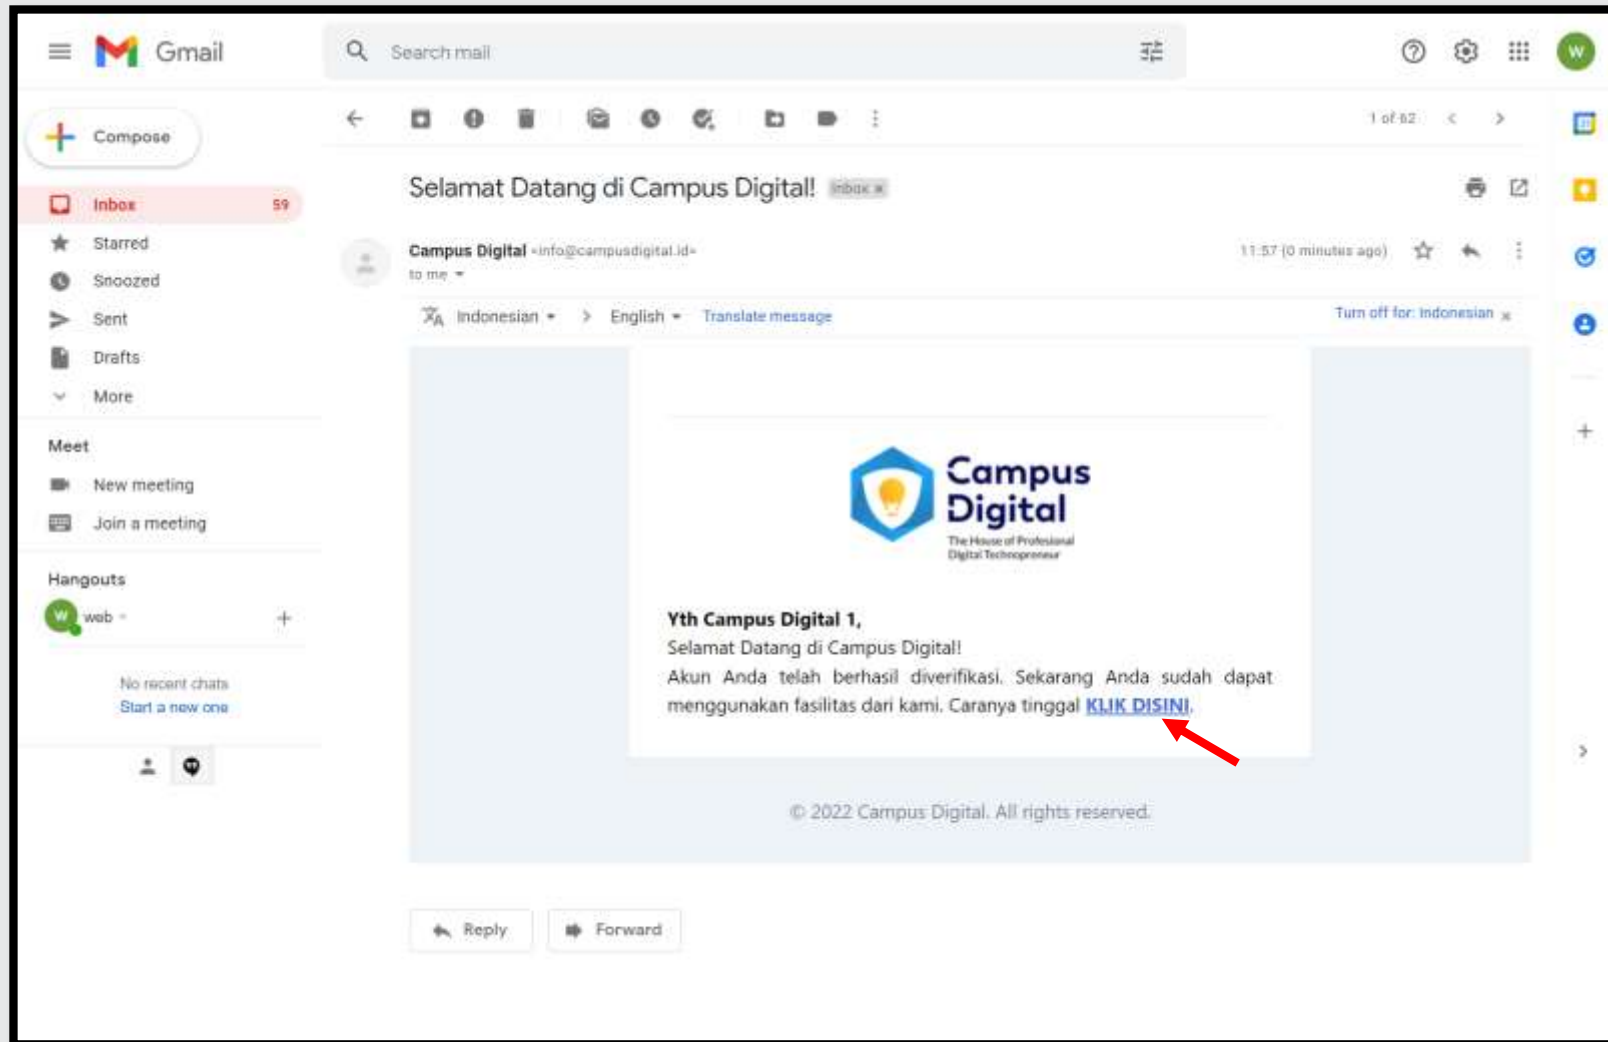 Gmail
Search mail
W
Compose
1 of 62
Inbox 59
Starred
Snoozed
Sent
Drafts
More
Meet
New meeting
Join a meeting
Hangouts
W web
No recent chats
Start a new one
Selamat Datang di Campus Digital! Inbox x
Campus Digital <info@campusdigital.id>
11:57 (0 minutes ago)
to me
Indonesian > English Translate message
Turn off for: Indonesian x
Campus
Digital
The House of Profesional
Digital Technopreneur
Yth Campus Digital 1,
Selamat Datang di Campus Digital!
Akun Anda telah berhasil diverifikasi. Sekarang Anda sudah dapat
menggunakan fasilitas dari kami. Caranya tinggal KLIK DISINI.
© 2022 Campus Digital. All rights reserved.
Reply
Forward